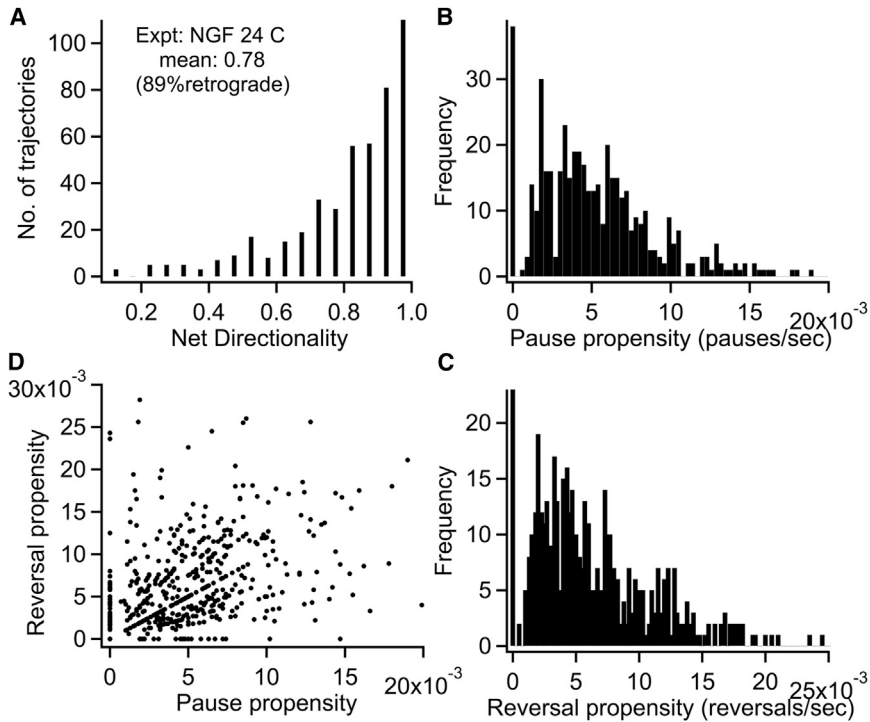 A
Expt: NGF 24 C
mean: 0.78
(89%retrograde)
No. of trajectories
100
80
60
40
20
0
0.2 0.4 0.6 0.8 1.0
Net Directionality
B
Frequency
30
20
10
0
0 5 10 15 20x10-3
Pause propensity (pauses/sec)
D
30x10-3
25
20
15
10
5
0
Reversal propensity
0 5 10 15 20x10-3
Pause propensity
C
Frequency
20
15
10
5
0
0 5 10 15 20 25x10-3
Reversal propensity (reversals/sec)